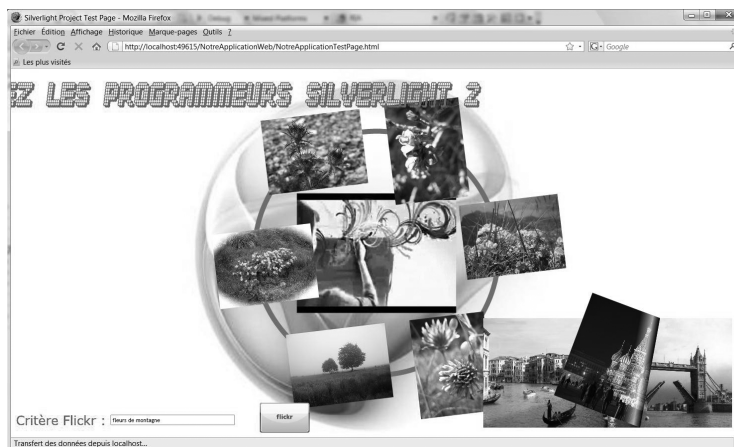 Silverlight Project Test Page - Mozilla Firefox
Fichier Édition Affichage Historique Marque-pages Outils ?
http://localhost:49615/NotreApplicationWeb/NotreApplicationTestPage.html
Google
Les plus visités
EZ LES PROGRAMMEURS SILVERLIGHT 2
Critère Flickr : fleurs de montagne
Flickr
Transfert des données depuis localhost...